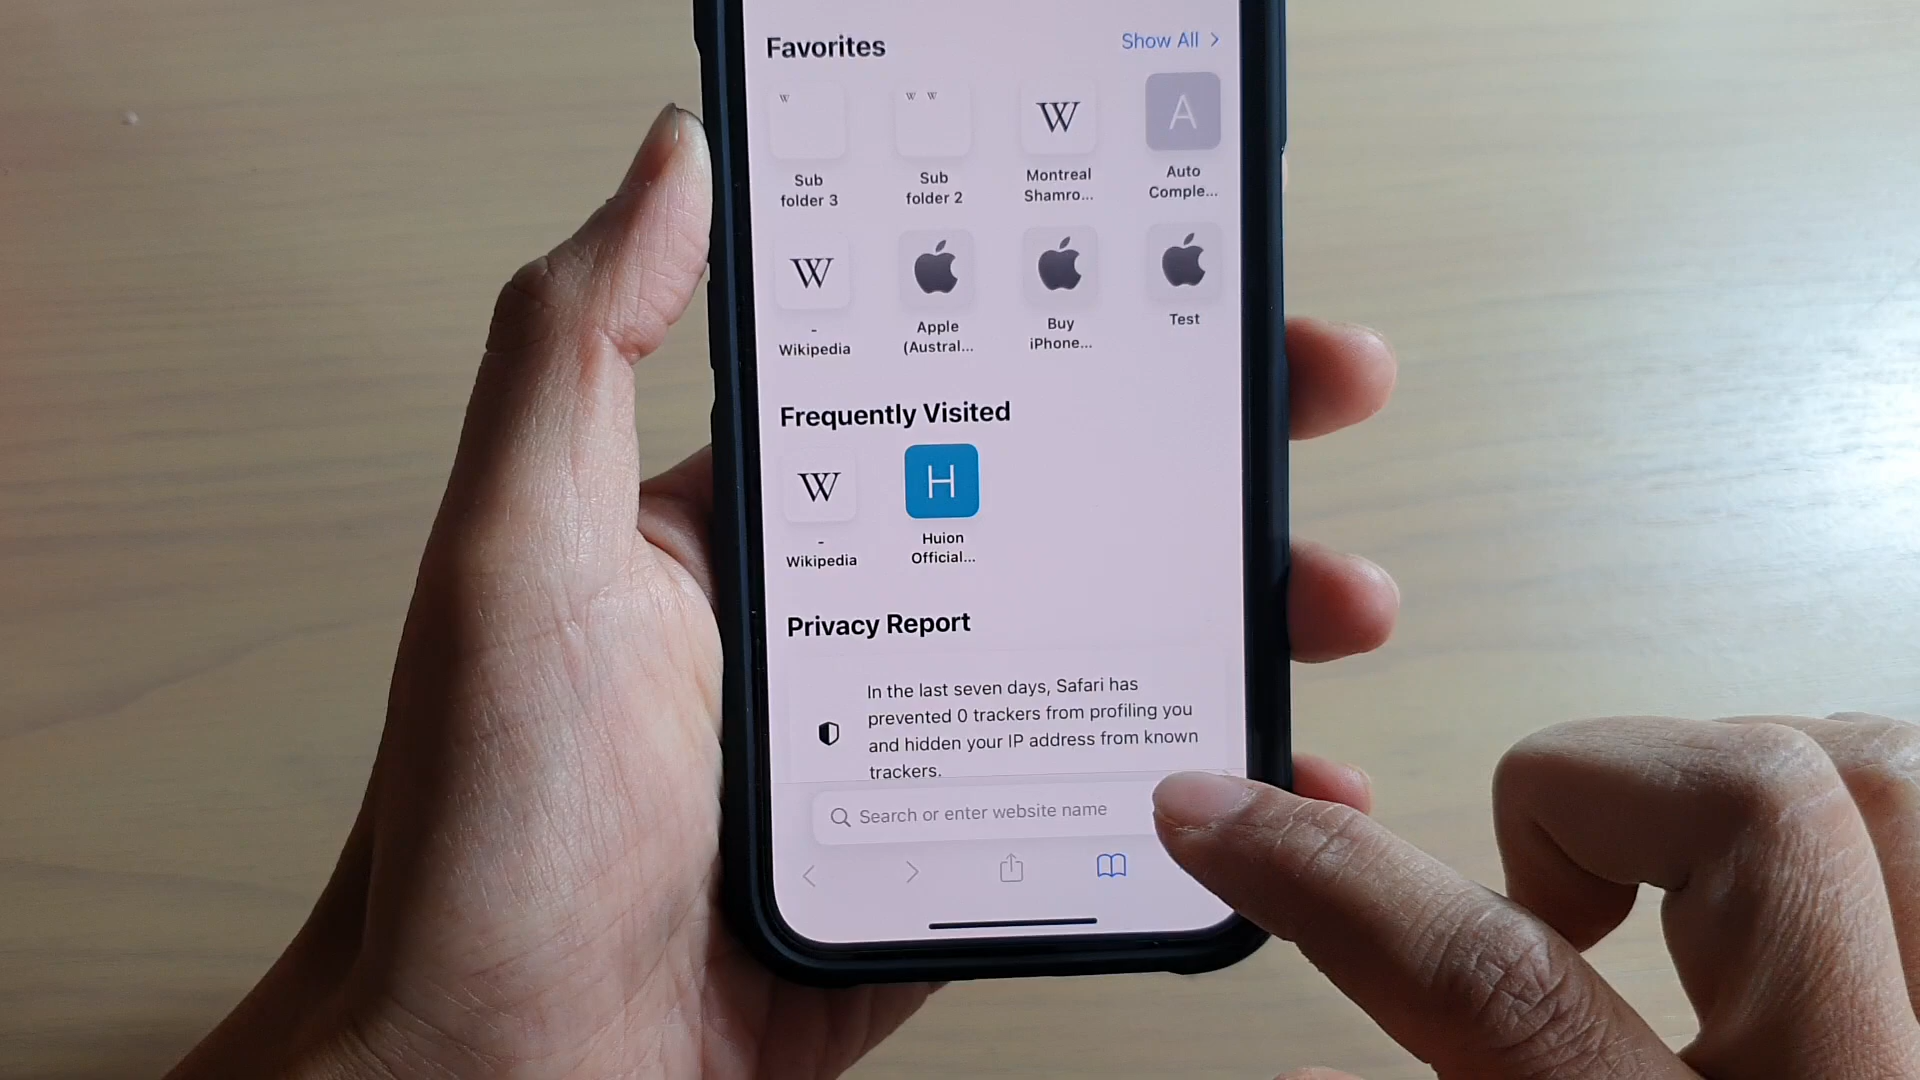 Favorites
Show All >
W
W W
W
A
Sub
folder 3
Sub
folder 2
Montreal
Shamro...
Auto
Comple...
W
-
Wikipedia
Apple
(Austral...
Buy
iPhone...
Test
Frequently Visited
W
H
-
Wikipedia
Huion
Official...
Privacy Report
In the last seven days, Safari has
prevented 0 trackers from profiling you
and hidden your IP address from known
trackers.
Search or enter website name